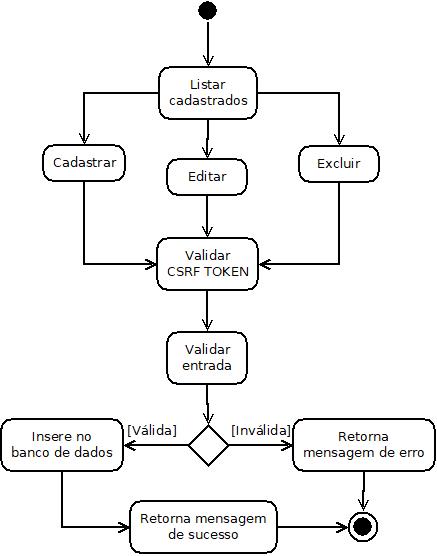 Listar
cadastrados
Cadastrar
Editar
Excluir
Validar
CSRF TOKEN
Validar
entrada
[Válida]
[Inválida]
Insere no
banco de dados
Retorna
mensagem de erro
Retorna mensagem
de sucesso